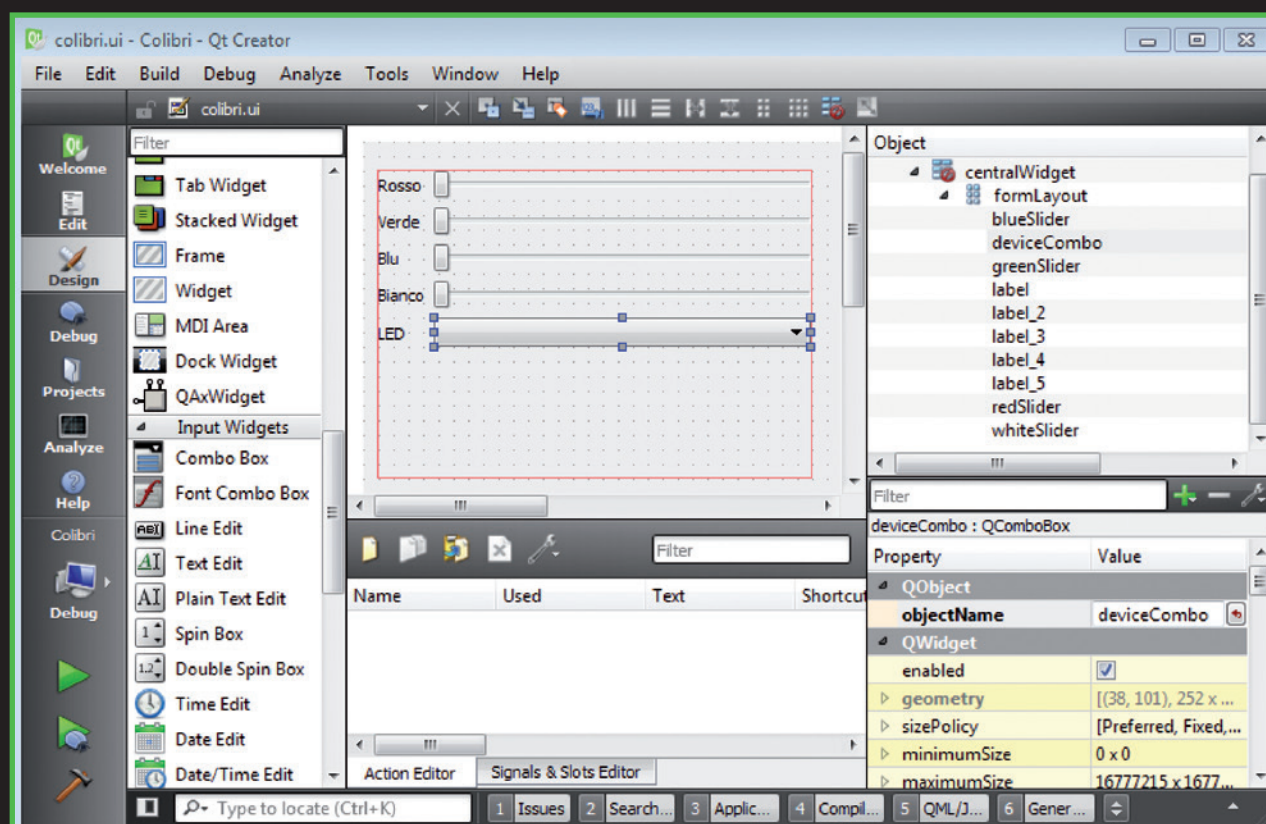 colibri.ui - Colibri - Qt Creator
File Edit Build Debug Analyze Tools Window Help
colibri.ui
Welcome
Edit
Design
Debug
Projects
Analyze
Help
Colibri
Debug
Filter
Tab Widget
Stacked Widget
Frame
Widget
MDI Area
Dock Widget
QAxWidget
Input Widgets
Combo Box
Font Combo Box
Line Edit
Text Edit
Plain Text Edit
Spin Box
Double Spin Box
Time Edit
Date Edit
Date/Time Edit
Rosso
Verde
Blu
Bianco
LED
Filter
Name Used Text Shortcut
Action Editor Signals & Slots Editor
Object
centralWidget
formLayout
blueSlider
deviceCombo
greenSlider
label
label_2
label_3
label_4
label_5
redSlider
whiteSlider
Filter
deviceCombo : QComboBox
Property Value
QObject
objectName deviceCombo
QWidget
enabled
geometry [(38, 101), 252 x ...
sizePolicy [Preferred, Fixed,...
minimumSize 0 x 0
maximumSize 16777215 x 1677...
Type to locate (Ctrl+K) 1 Issues 2 Search... 3 Applic... 4 Compil... 5 QML/J... 6 Gener...